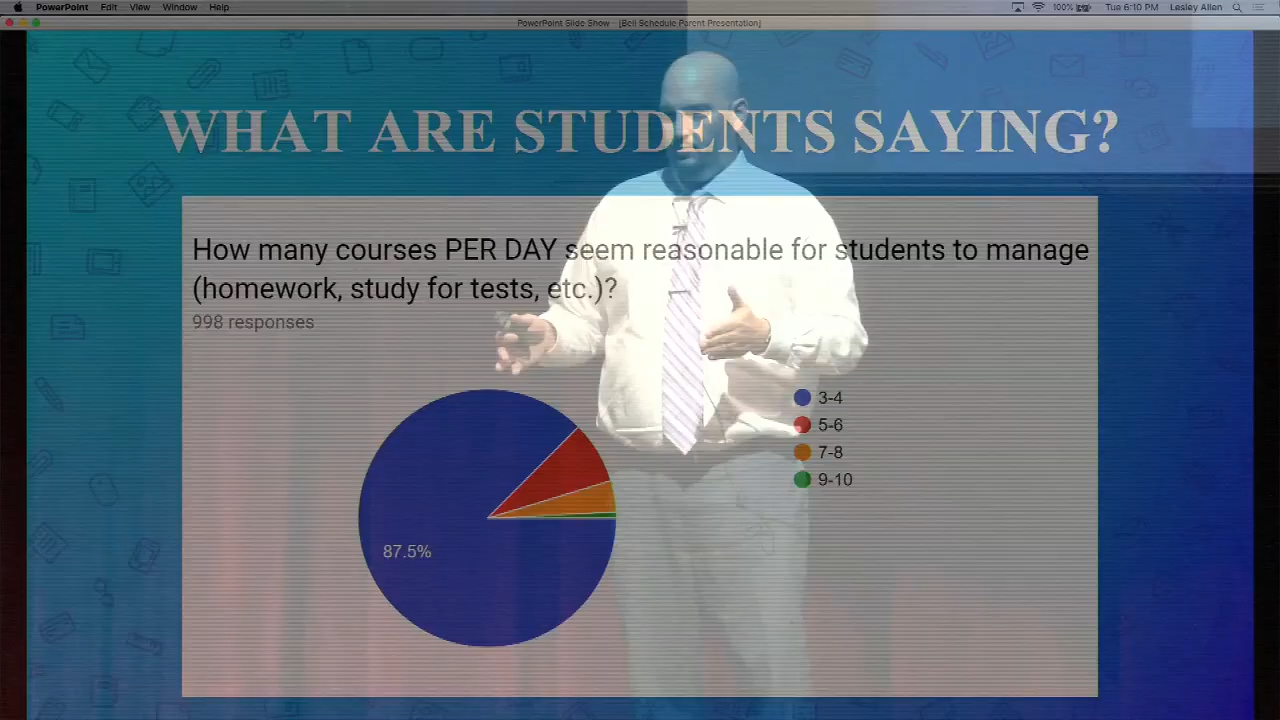 PowerPoint Edit View Window Help 100% Tue 6:10 PM Lesley Allen
PowerPoint Slide Show - [Bell Schedule Parent Presentation]
WHAT ARE STUDENTS SAYING?
How many courses PER DAY seem reasonable for students to manage
(homework, study for tests, etc.)?
998 responses
3-4
5-6
7-8
9-10
87.5%